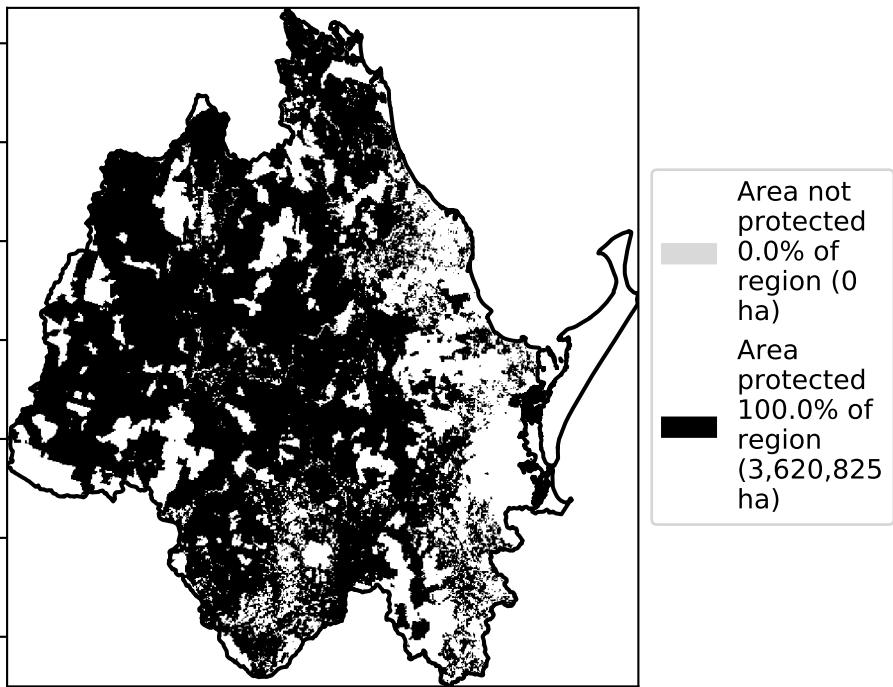 Area not
protected
0.0% of
region (0
ha)
Area
protected
100.0% of
region
(3,620,825
ha)